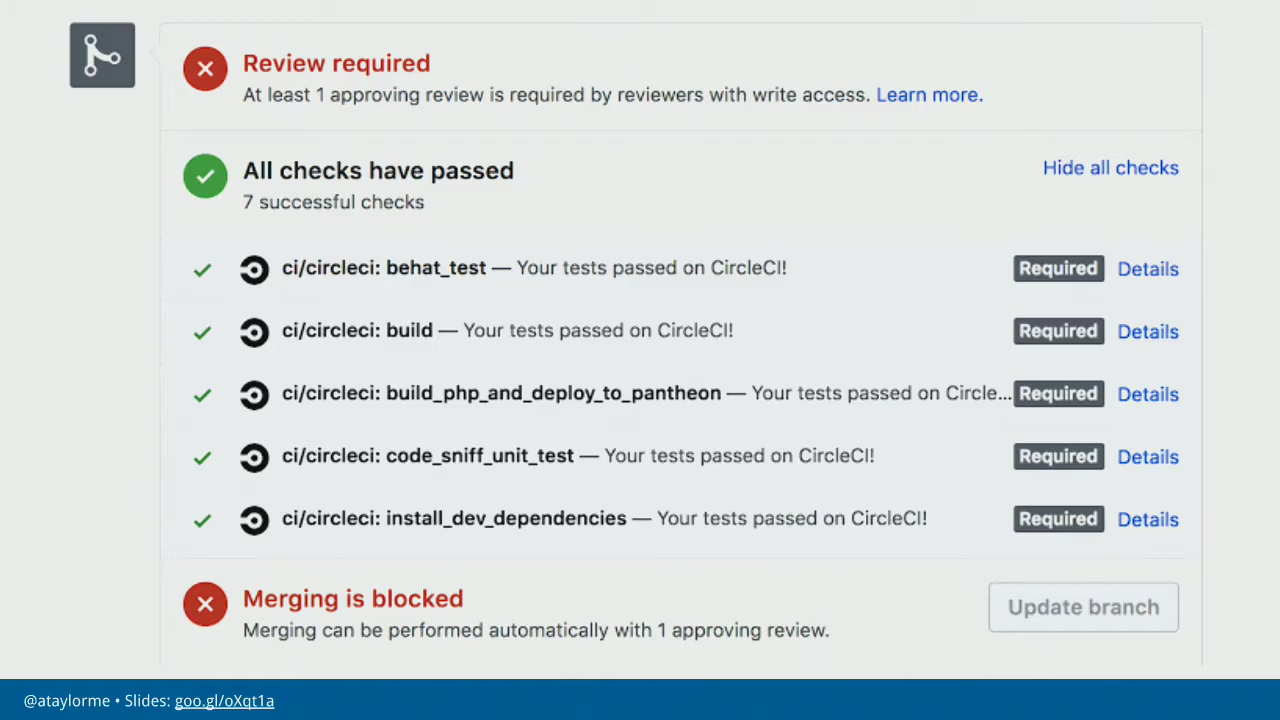 Review required
At least 1 approving review is required by reviewers with write access. Learn more.
All checks have passed
Hide all checks
7 successful checks
ci/circleci: behat_test — Your tests passed on CircleCI! Required Details
ci/circleci: build — Your tests passed on CircleCI! Required Details
ci/circleci: build_php_and_deploy_to_pantheon — Your tests passed on Circle... Required Details
ci/circleci: code_sniff_unit_test — Your tests passed on CircleCI! Required Details
ci/circleci: install_dev_dependencies — Your tests passed on CircleCI! Required Details
Merging is blocked
Update branch
Merging can be performed automatically with 1 approving review.
@ataylorme • Slides: goo.gl/oXqt1a